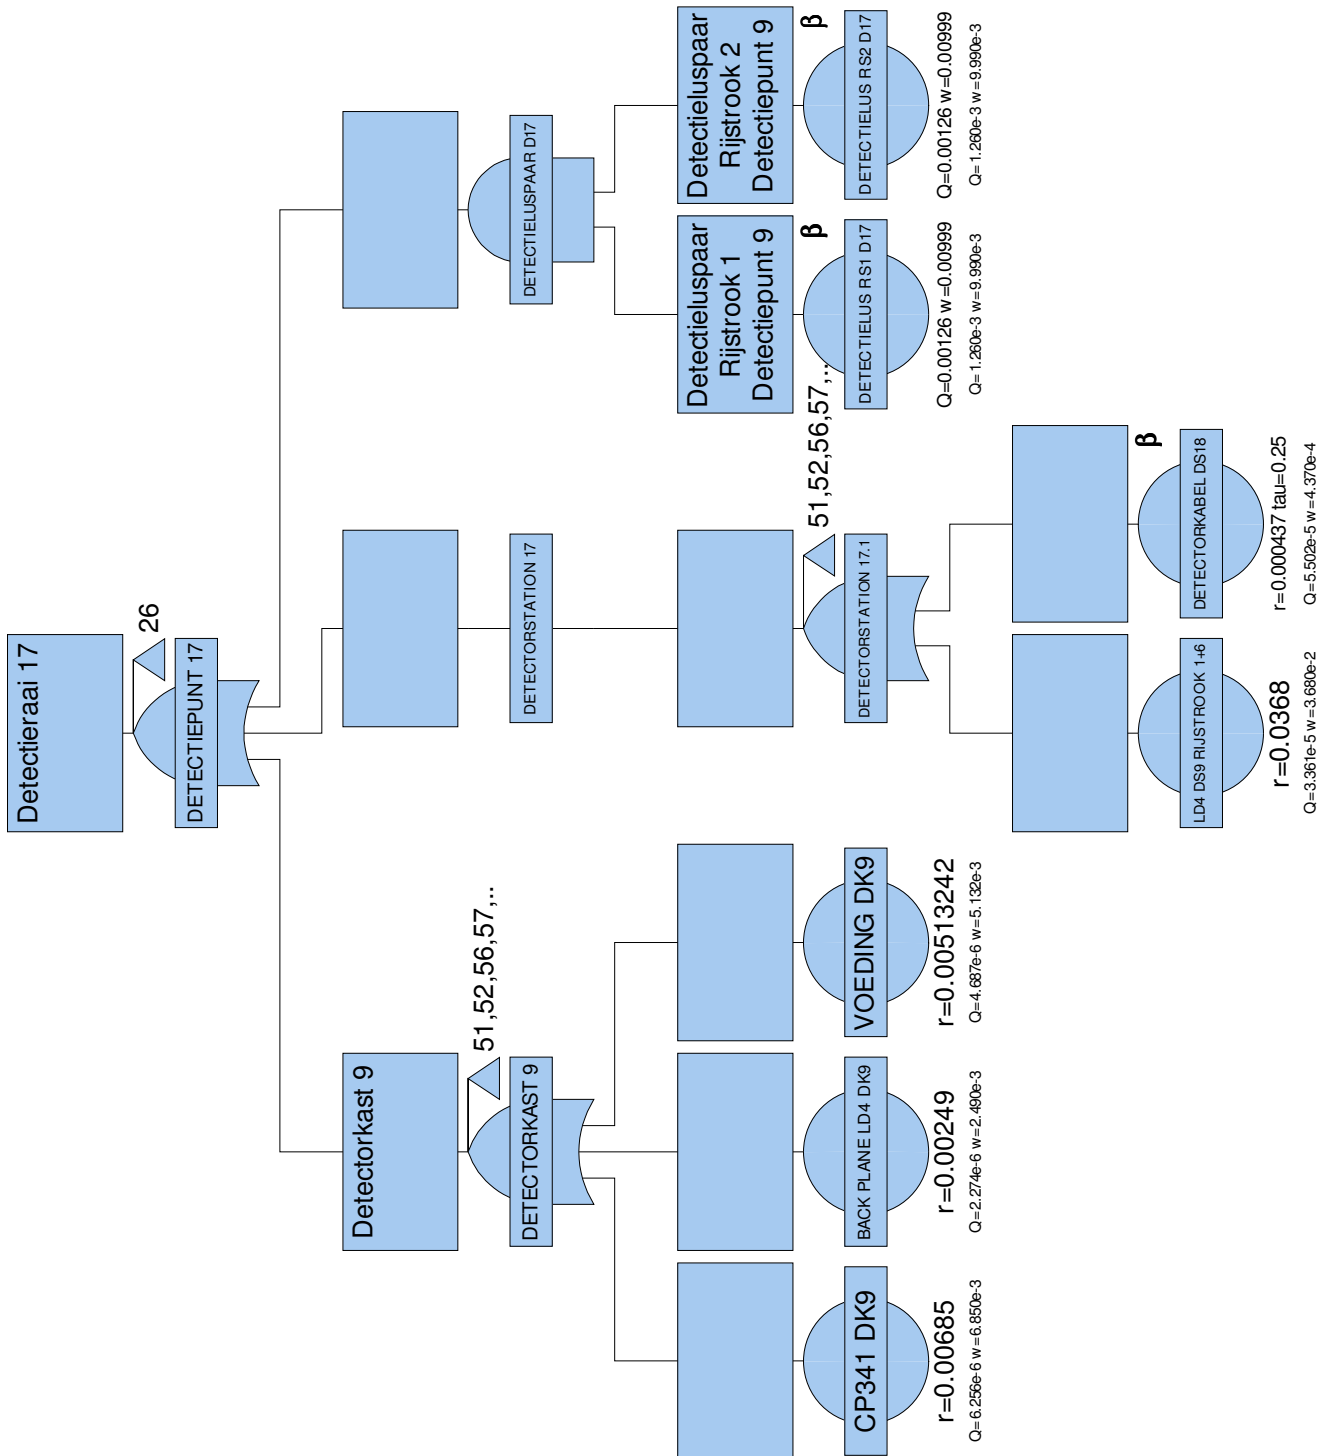 Detectieraai 17
26
DETECTIEPUNT 17
Detectorkast 9
51,52,56,57,..
DETECTORKAST 9
DETECTORSTATION 17
DETECTIELUSPAAR D17
CP341 DK9
r=0.00685
Q=6.256e-6 w=6.850e-3
BACK PLANE LD4 DK9
r=0.00249
Q=2.274e-6 w=2.490e-3
VOEDING DK9
r=0.00513242
Q=4.687e-6 w=5.132e-3
51,52,56,57,..
DETECTORSTATION 17.1
Detectieluspaar
Rijstrook 1
Detectiepunt 9
β
DETECTIELUS RS1 D17
Q=0.00126 w=0.00999
Q=1.260e-3 w=9.990e-3
Detectieluspaar
Rijstrook 2
Detectiepunt 9
β
DETECTIELUS RS2 D17
Q=0.00126 w=0.00999
Q=1.260e-3 w=9.990e-3
LD4 DS9 RIJSTROOK 1+6
r=0.0368
Q=3.361e-5 w=3.680e-2
β
DETECTORKABEL DS18
r=0.000437 tau=0.25
Q=5.502e-5 w=4.370e-4